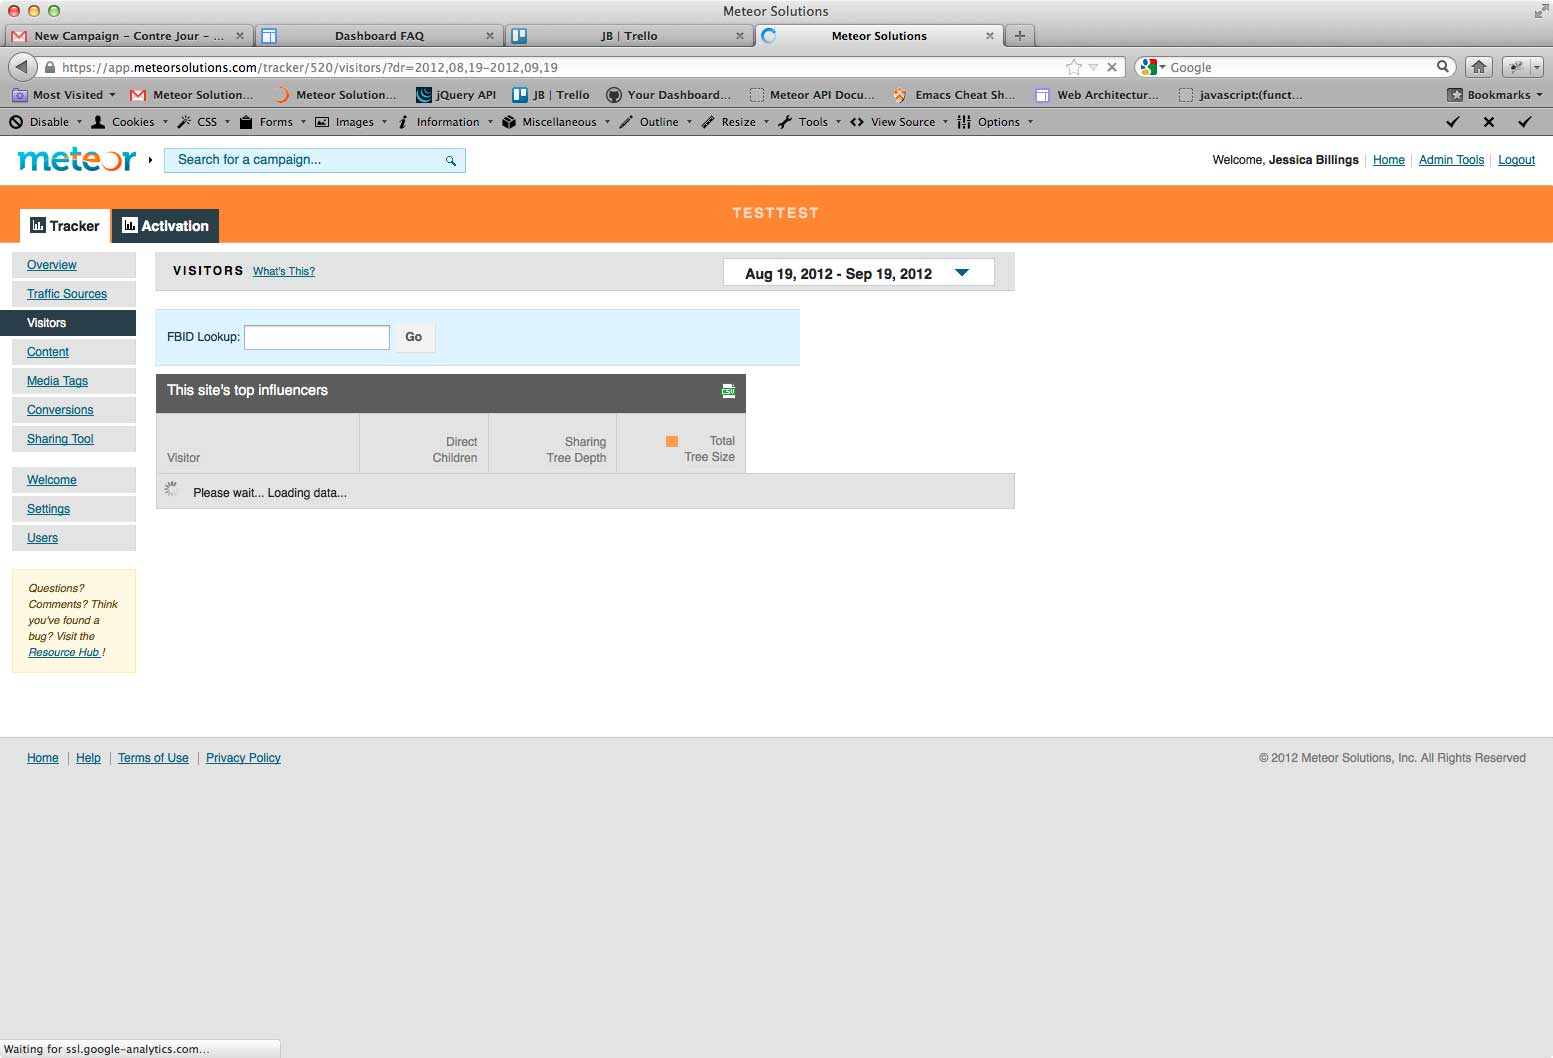 Meteor Solutions
New Campaign – Contre Jour – ...
Dashboard FAQ
JB | Trello
Meteor Solutions
https://app.meteorsolutions.com/tracker/520/visitors/?dr=2012,08,19-2012,09,19
Google
Most Visited
Meteor Solution...
Meteor Solution...
jQuery API
JB | Trello
Your Dashboard...
Meteor API Docu...
Emacs Cheat Sh...
Web Architectur...
javascript:(funct...
Bookmarks
Disable
Cookies
CSS
Forms
Images
Information
Miscellaneous
Outline
Resize
Tools
View Source
Options
meteor
Search for a campaign...
Welcome, Jessica Billings
Home
Admin Tools
Logout
TESTTEST
Tracker
Activation
Overview
Traffic Sources
Visitors
Content
Media Tags
Conversions
Sharing Tool
Welcome
Settings
Users
Questions?
Comments? Think
you've found a
bug? Visit the
Resource Hub !
VISITORS
What's This?
Aug 19, 2012 - Sep 19, 2012
FBID Lookup:
Go
This site's top influencers
CSV
Visitor
Direct
Children
Sharing
Tree Depth
Total
Tree Size
Please wait... Loading data...
Home
Help
Terms of Use
Privacy Policy
© 2012 Meteor Solutions, Inc. All Rights Reserved
Waiting for ssl.google-analytics.com...